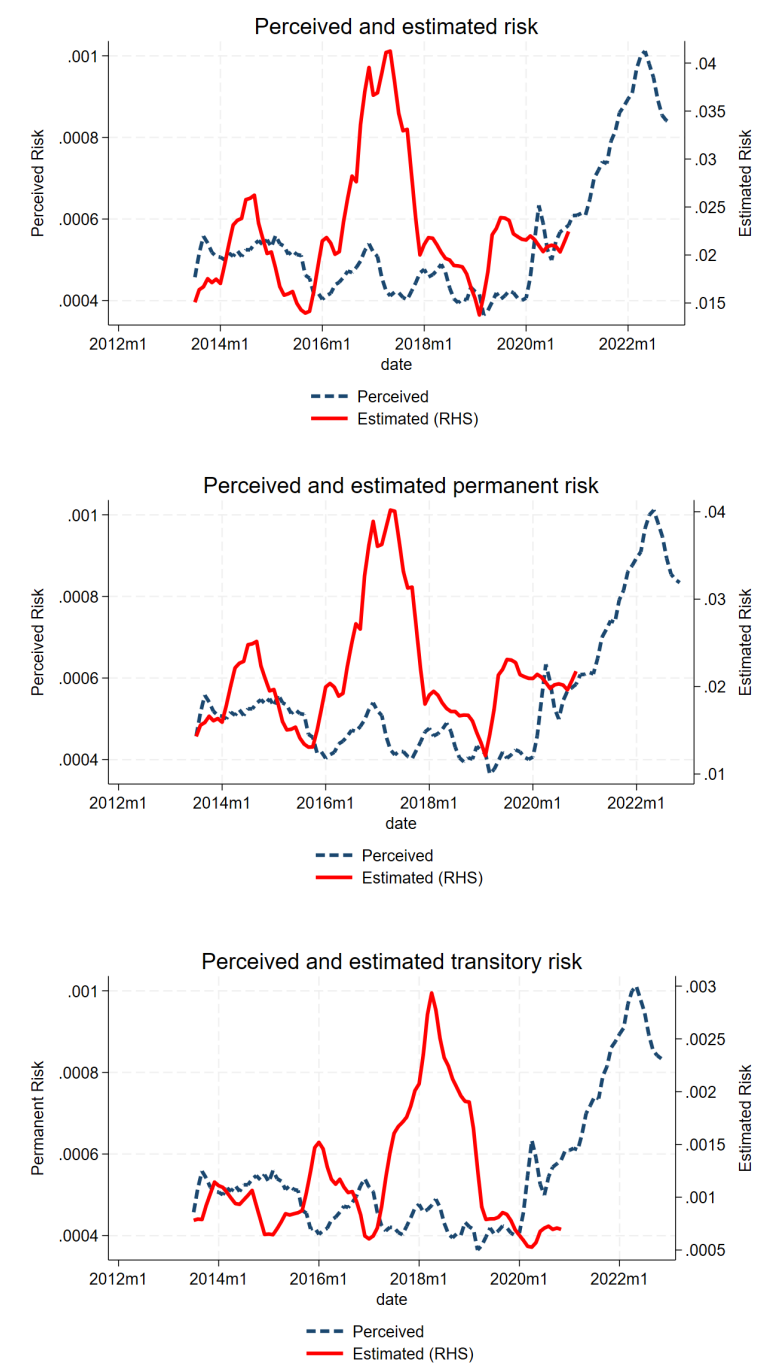 Perceived and estimated risk
.001
.0008
.0006
.0004
Perceived Risk
.04
.035
.03
.025
.02
.015
Estimated Risk
2012m1 2014m1 2016m1 2018m1 2020m1 2022m1
date
Perceived
Estimated (RHS)
Perceived and estimated permanent risk
.001
.0008
.0006
.0004
Perceived Risk
.04
.03
.02
.01
Estimated Risk
2012m1 2014m1 2016m1 2018m1 2020m1 2022m1
date
Perceived
Estimated (RHS)
Perceived and estimated transitory risk
.001
.0008
.0006
.0004
Permanent Risk
.003
.0025
.002
.0015
.001
.0005
Estimated Risk
2012m1 2014m1 2016m1 2018m1 2020m1 2022m1
date
Perceived
Estimated (RHS)